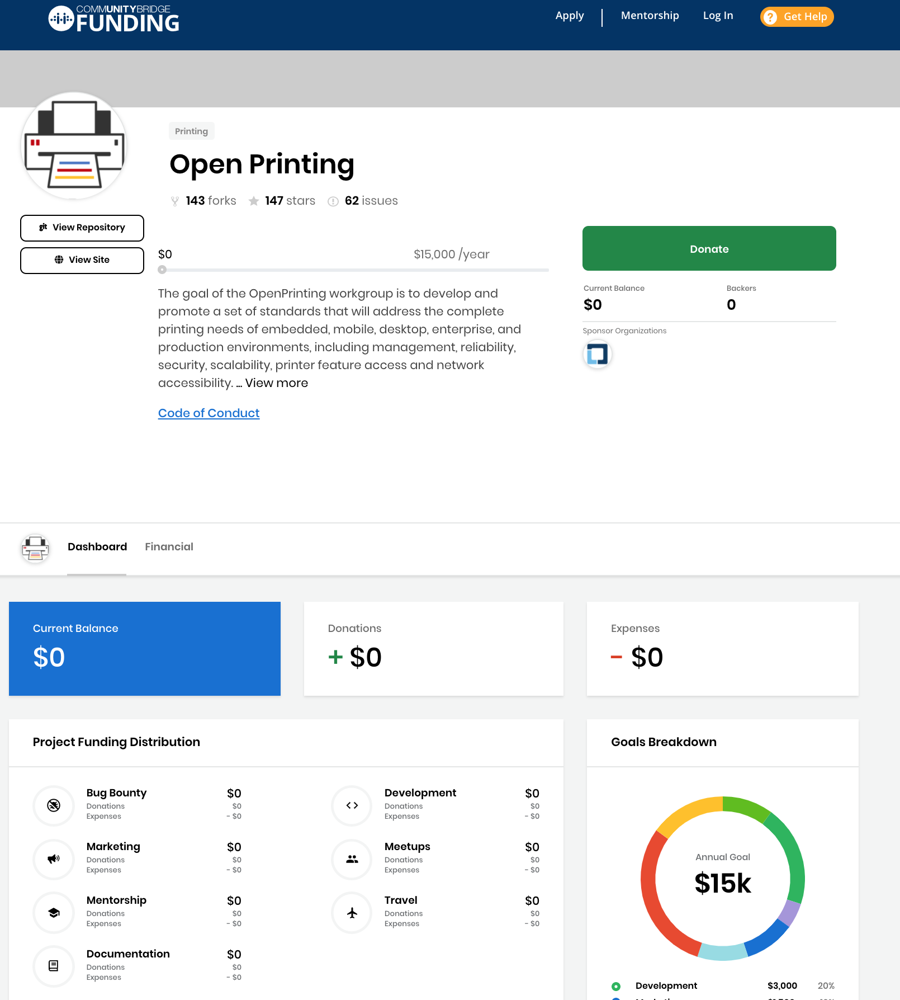 COMMUNITYBRIDGE
FUNDING
Apply
Mentorship
Log In
? Get Help
Printing
Open Printing
143 forks 147 stars 62 issues
git View Repository
View Site
$0 $15,000 /year
The goal of the OpenPrinting workgroup is to develop and
promote a set of standards that will address the complete
printing needs of embedded, mobile, desktop, enterprise, and
production environments, including management, reliability,
security, scalability, printer feature access and network
accessibility. ... View more
Code of Conduct
Donate
Current Balance Backers
$0 0
Sponsor Organizations
Dashboard Financial
Current Balance
$0
Donations
+ $0
Expenses
- $0
Project Funding Distribution
Bug Bounty $0
Donations $0
Expenses - $0
Development $0
Donations $0
Expenses - $0
Marketing $0
Donations $0
Expenses - $0
Meetups $0
Donations $0
Expenses - $0
Mentorship $0
Donations $0
Expenses - $0
Travel $0
Donations $0
Expenses - $0
Documentation $0
Donations $0
Expenses - $0
Goals Breakdown
Annual Goal
$15k
Development $3,000 20%